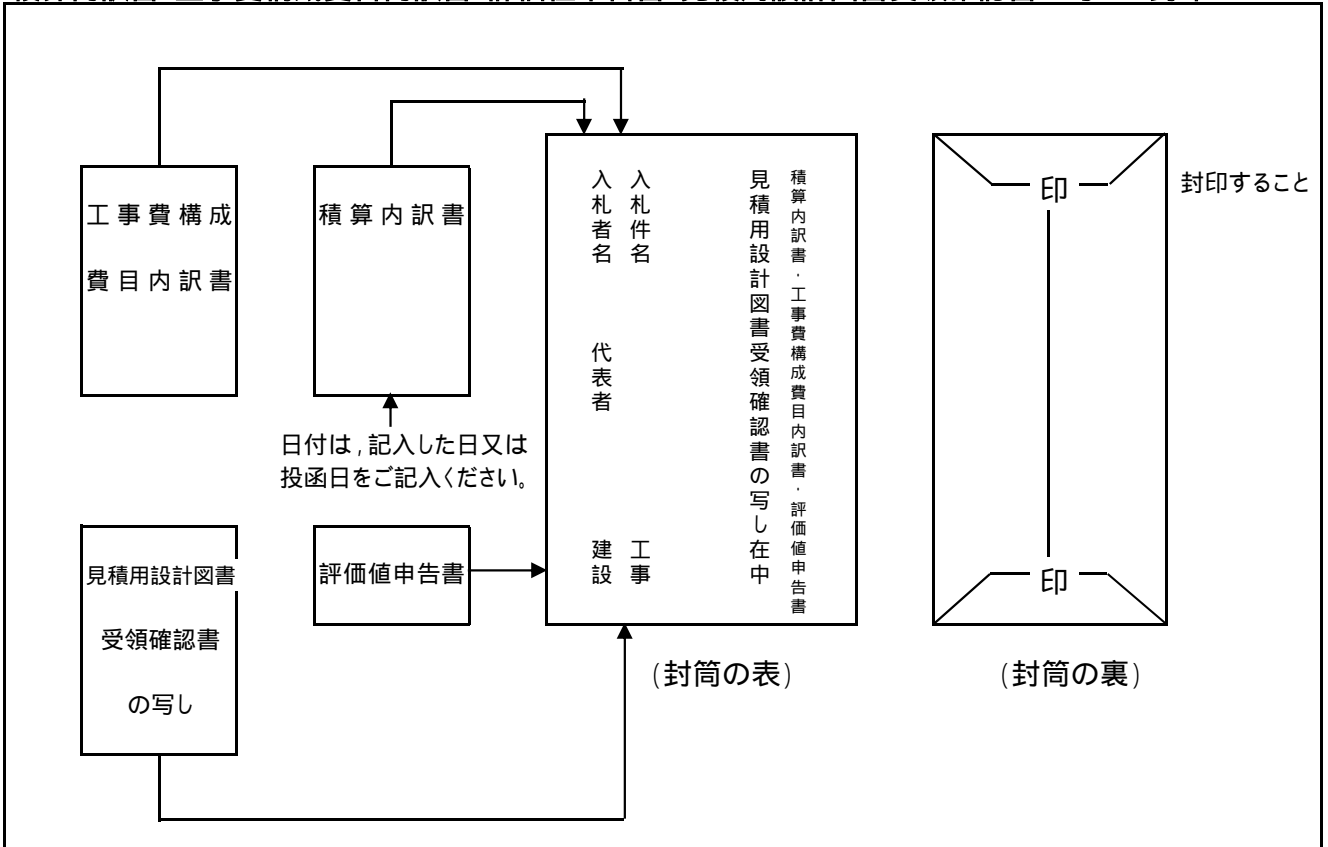 工事費構成
費目内訳書
積算内訳書
日付は,記入した日又は
投函日をご記入ください。
見積用設計図書
受領確認書
の写し
評価値申告書
積算内訳書・工事費構成費目内訳書・評価値申告書
見積用設計図書受領確認書の写し在中
入札件名 工事
入札者名 代表者 建設
(封筒の表)
印
封印すること
印
(封筒の裏)